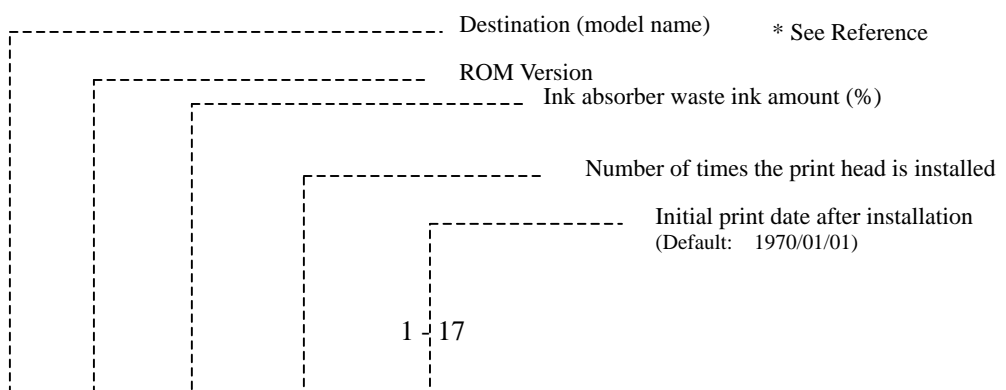 Destination (model name) * See Reference
ROM Version
Ink absorber waste ink amount (%)
Number of times the print head is installed
Initial print date after installation
(Default: 1970/01/01)
1 - 17